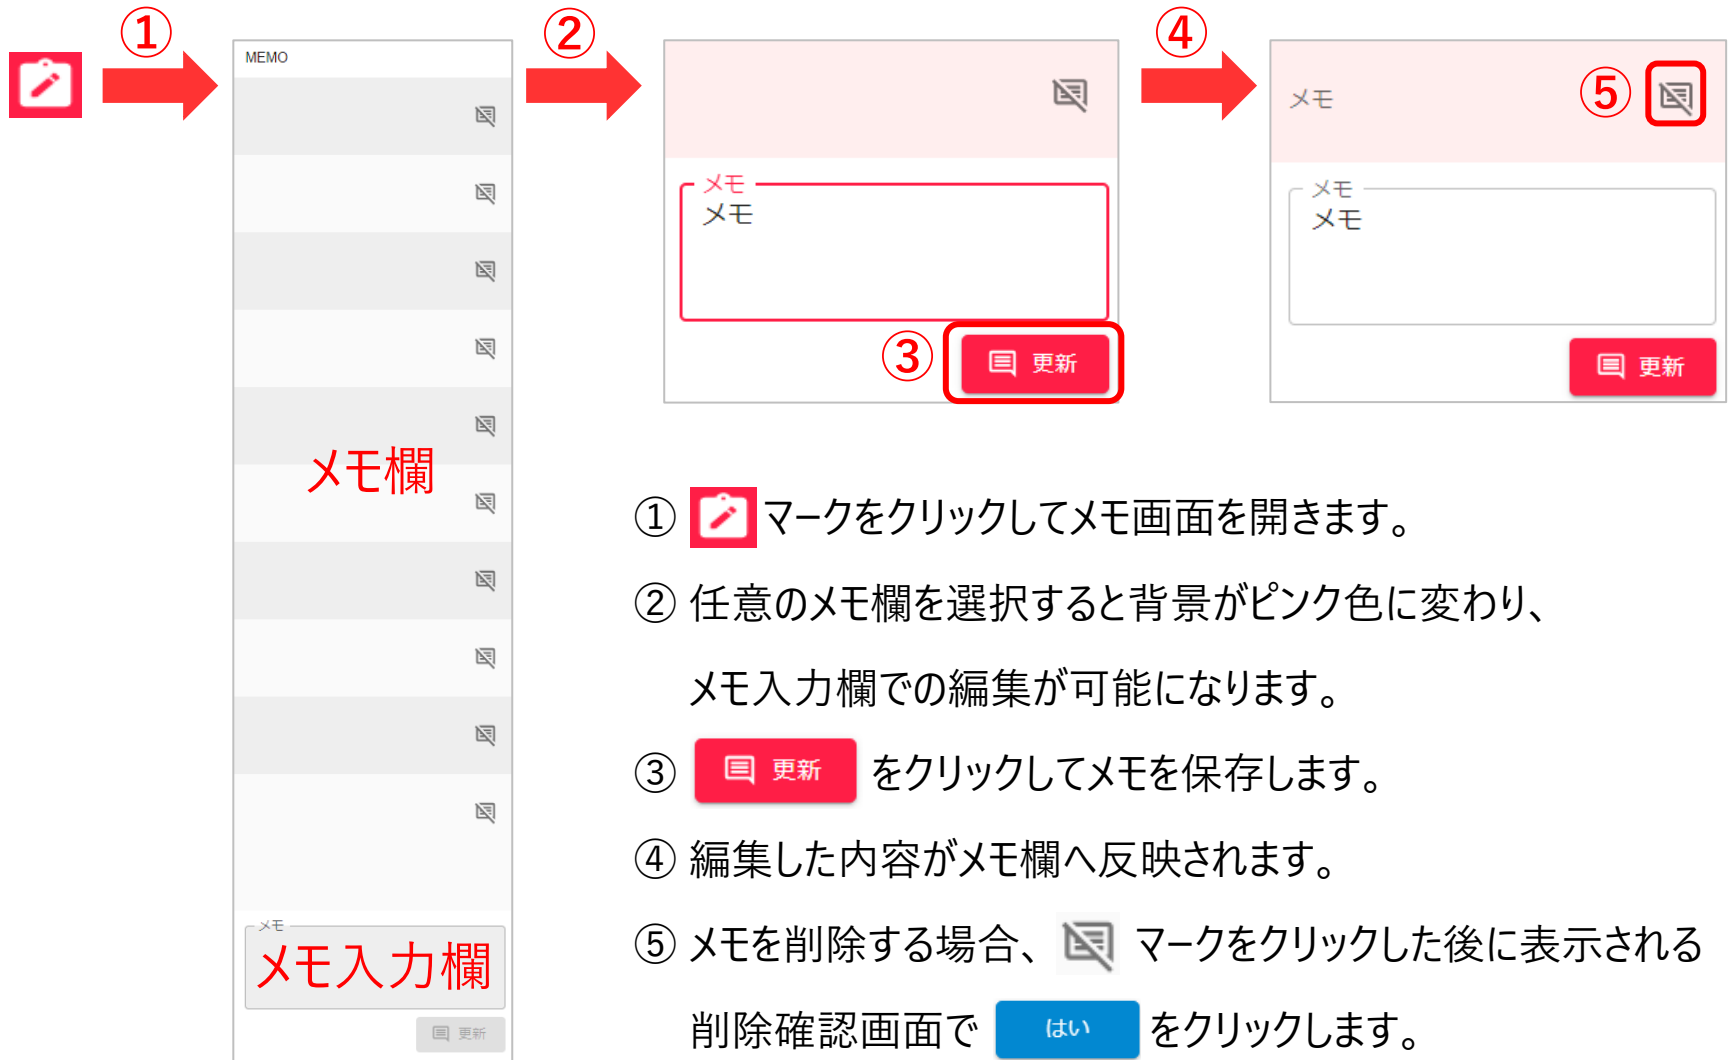 ①
②
④
MEMO
メモ欄
メモ
メモ入力欄
更新
メモ
メモ
③
更新
メモ
⑤
メモ
メモ
更新
① マークをクリックしてメモ画面を開きます。
② 任意のメモ欄を選択すると背景がピンク色に変わり、
メモ入力欄での編集が可能になります。
③ 更新 をクリックしてメモを保存します。
④ 編集した内容がメモ欄へ反映されます。
⑤ メモを削除する場合、 マークをクリックした後に表示される
削除確認画面で はい をクリックします。